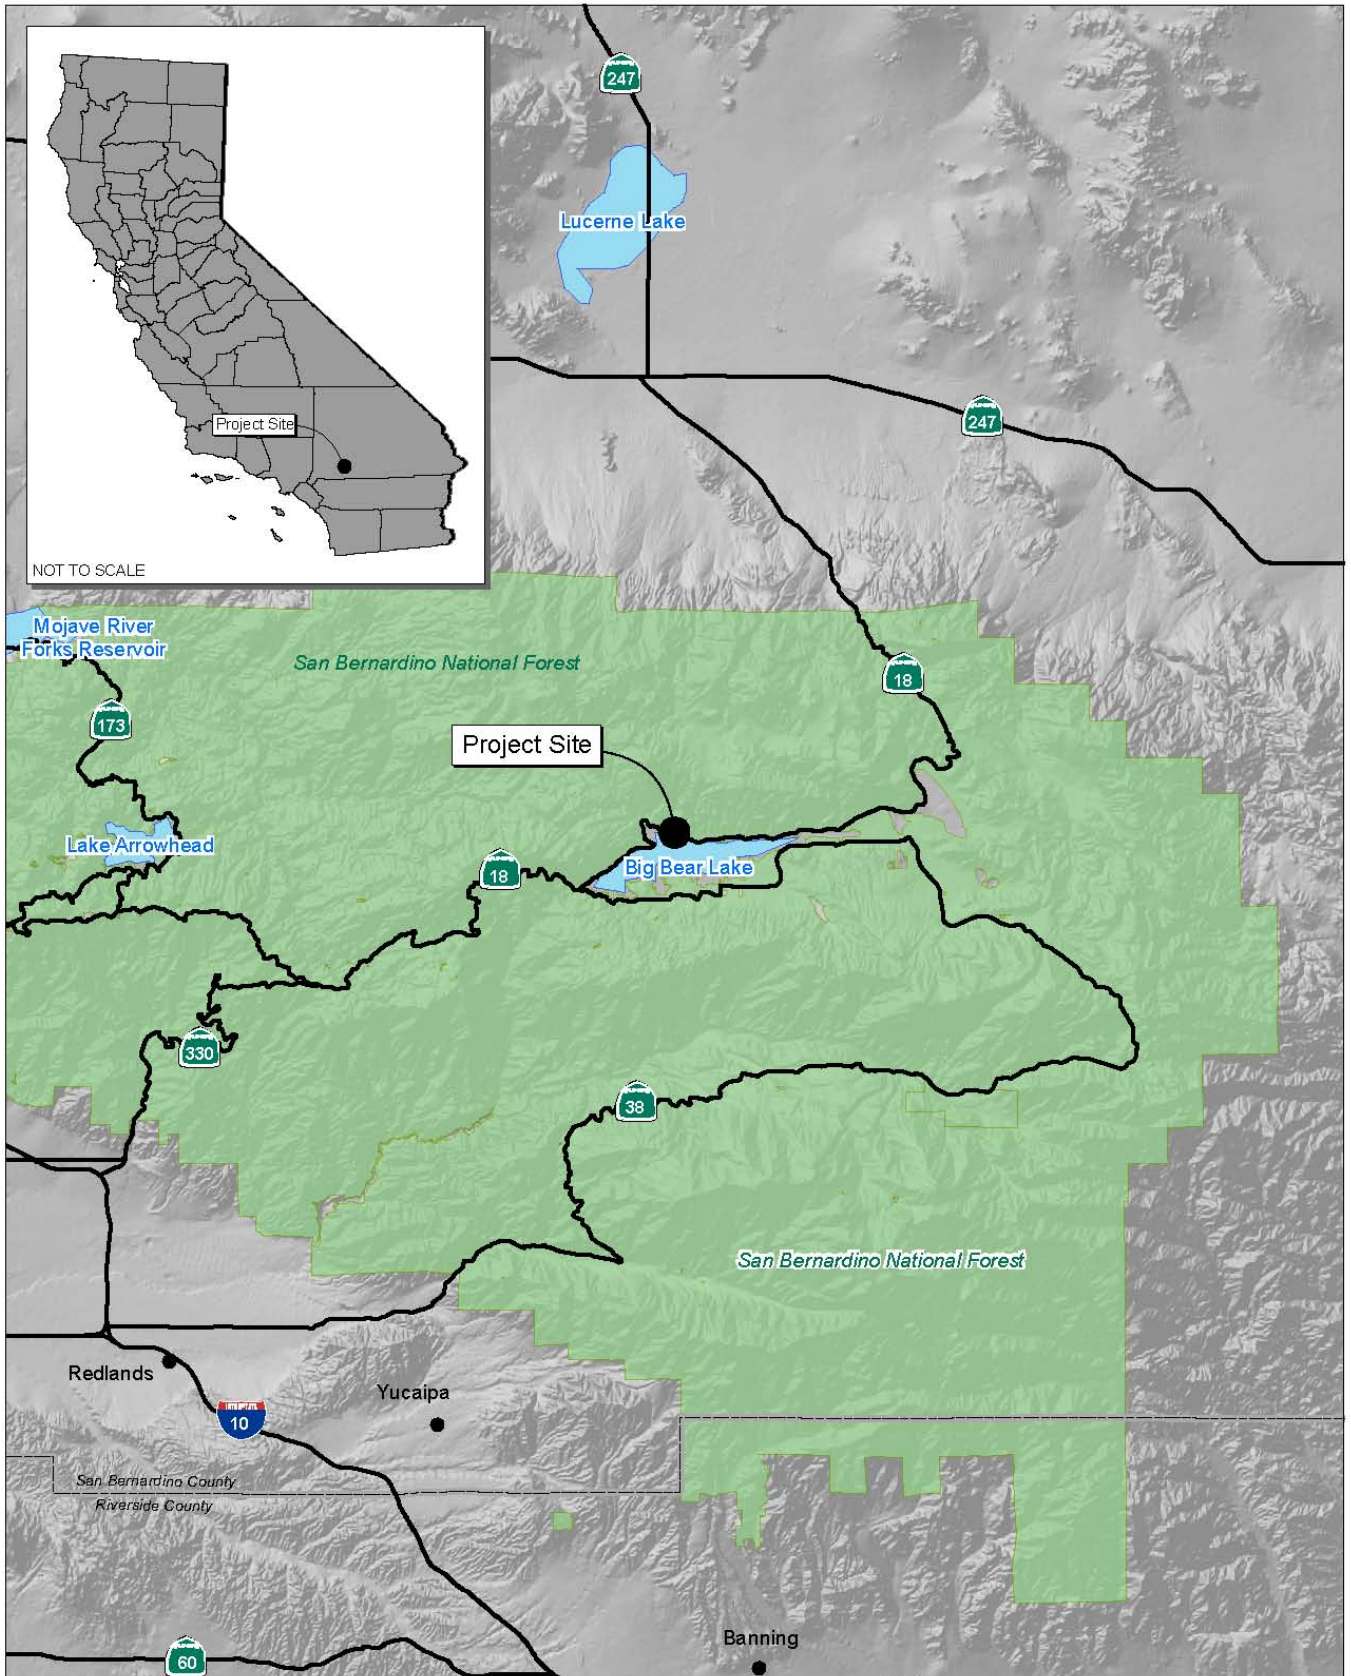 247
Lucerne Lake
Project Site
NOT TO SCALE
247
Mojave River
Forks Reservoir
San Bernardino National Forest
18
173
Project Site
Lake Arrowhead
18
Big Bear Lake
330
38
San Bernardino National Forest
Redlands
Yucaipa
10
San Bernardino County
Riverside County
Banning
60